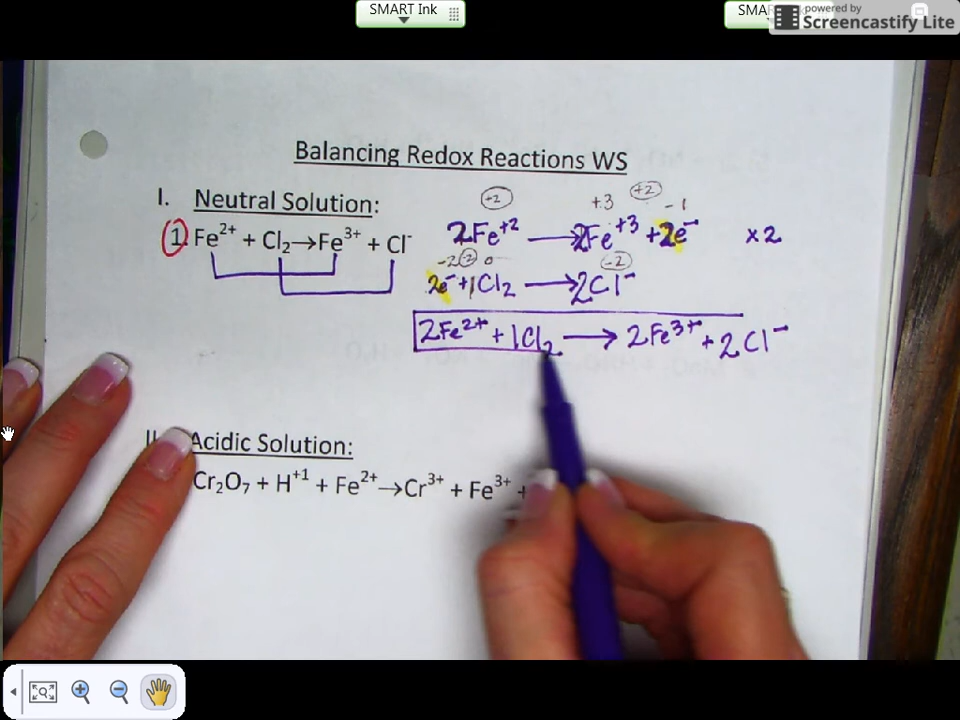 SMART Ink
SMA
powered by
Screencastify Lite
Balancing Redox Reactions WS
I. Neutral Solution:
1. Fe²⁺ + Cl₂→Fe³⁺ + Cl⁻
+2 +3 +2 -1
2Fe⁺² → 2Fe⁺³ + 2e⁻ x2
-2 -2 0 -2
2e⁻ + 1Cl₂ → 2Cl⁻
2Fe²⁺ + 1Cl₂ → 2Fe³⁺ + 2Cl⁻
Acidic Solution:
Cr₂O₇ + H⁺¹ + Fe²⁺→Cr³⁺ + Fe³⁺ +